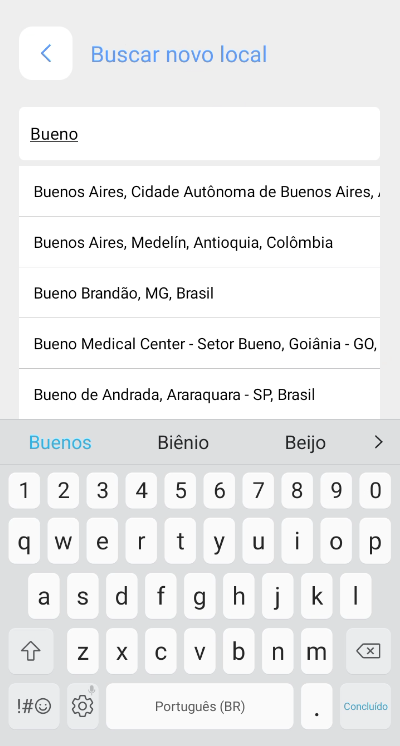 Buscar novo local
Bueno
Buenos Aires, Cidade Autônoma de Buenos Aires,
Buenos Aires, Medelín, Antioquia, Colômbia
Bueno Brandão, MG, Brasil
Bueno Medical Center - Setor Bueno, Goiânia - GO,
Bueno de Andrada, Araraquara - SP, Brasil
Buenos Biênio Beijo
1 2 3 4 5 6 7 8 9 0
q w e r t y u i o p
a s d f g h j k l
z x c v b n m
!#☺ Português (BR) . Concluído